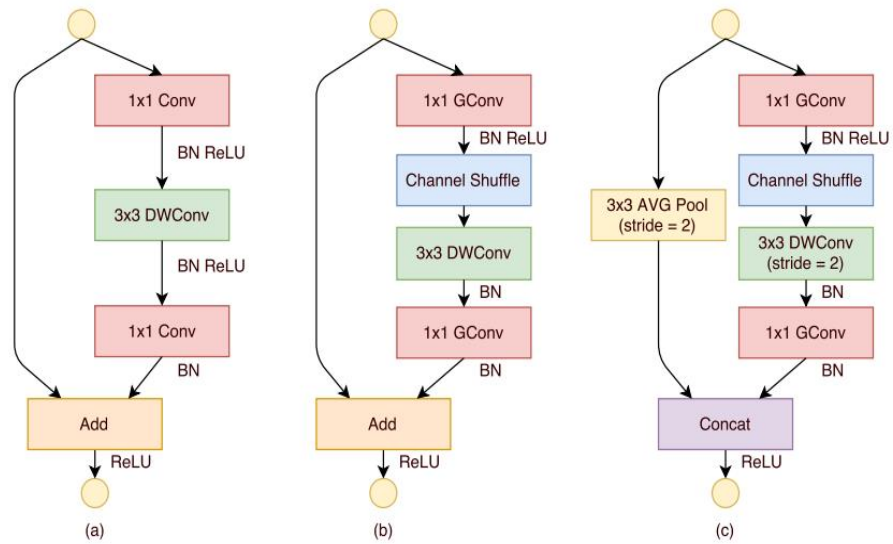 1x1 Conv
BN ReLU
3x3 DWConv
BN ReLU
1x1 Conv
BN
Add
ReLU
(a)
1x1 GConv
BN ReLU
Channel Shuffle
3x3 DWConv
BN
1x1 GConv
BN
Add
ReLU
(b)
3x3 AVG Pool
(stride = 2)
1x1 GConv
BN ReLU
Channel Shuffle
3x3 DWConv
(stride = 2)
BN
1x1 GConv
BN
Concat
ReLU
(c)